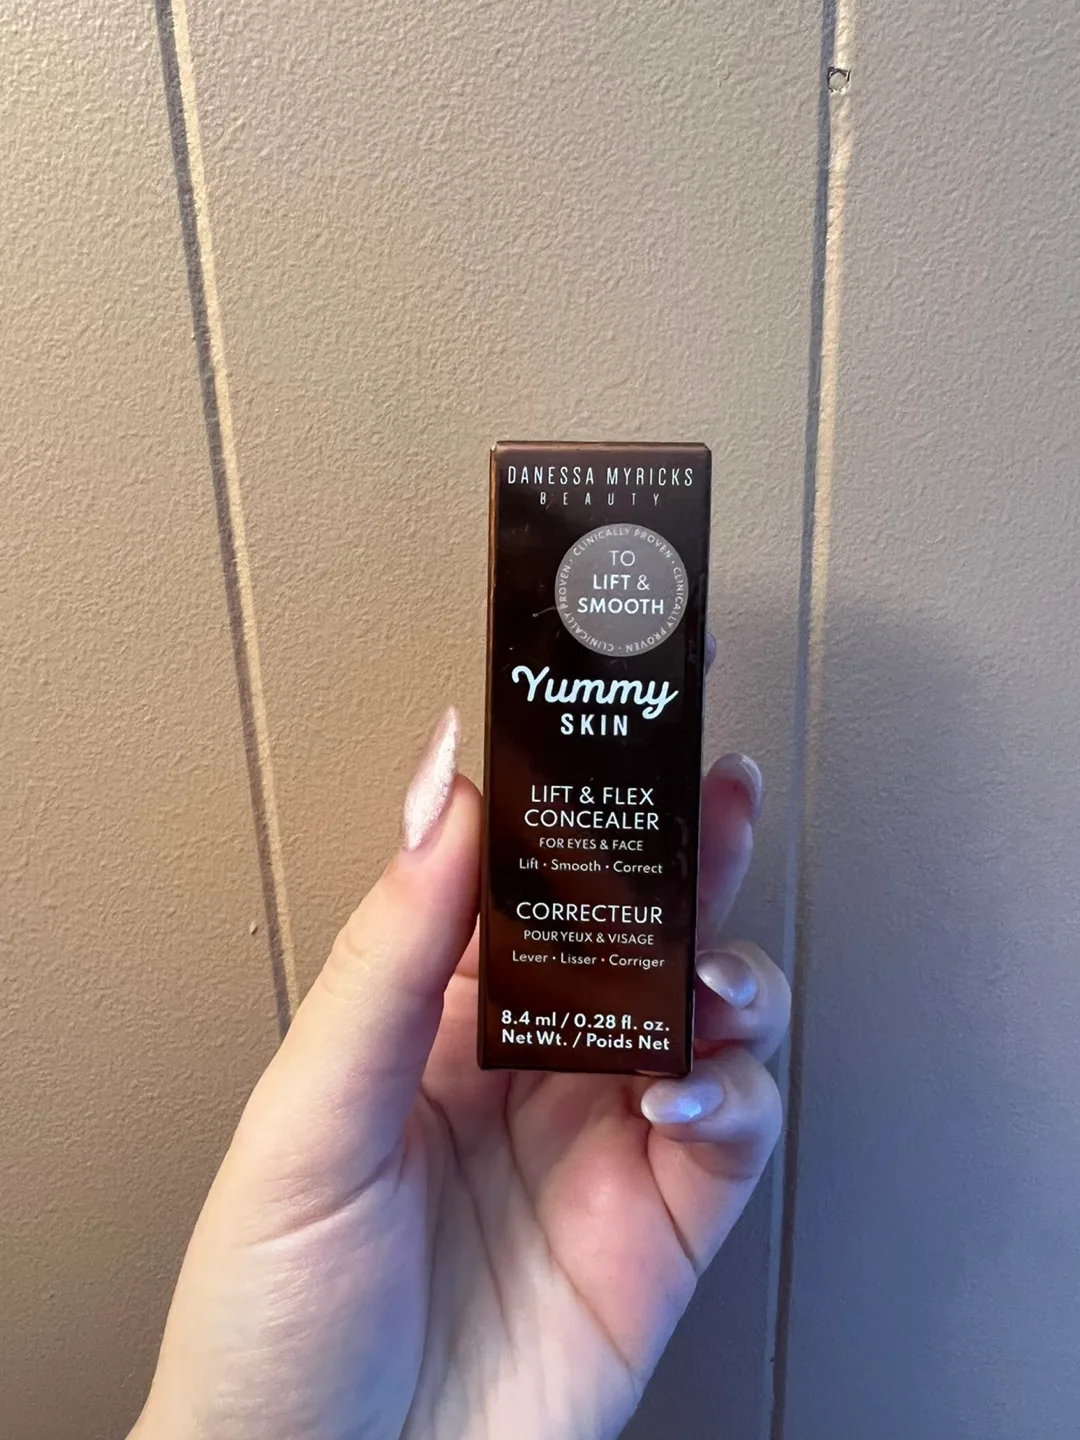 DANESSA MYRICKS
BEAUTY
CLINICALLY PROVEN · CLINICALLY PROVEN · CLINICALLY PROVEN ·
TO
LIFT &
SMOOTH
Yummy
SKIN
LIFT & FLEX
CONCEALER
FOR EYES & FACE
Lift · Smooth · Correct
CORRECTEUR
POUR YEUX & VISAGE
Lever · Lisser · Corriger
8.4 ml / 0.28 fl. oz.
Net Wt. / Poids Net